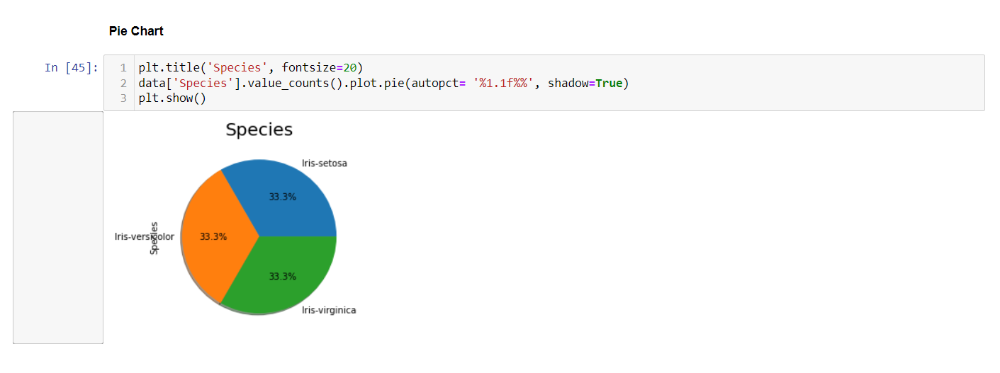 Pie Chart
In [45]:
1 plt.title('Species', fontsize=20)
2 data['Species'].value_counts().plot.pie(autopct= '%1.1f%%', shadow=True)
3 plt.show()
Species
Iris-setosa
33.3%
Iris-versicolor
33.3%
Species
33.3%
Iris-virginica